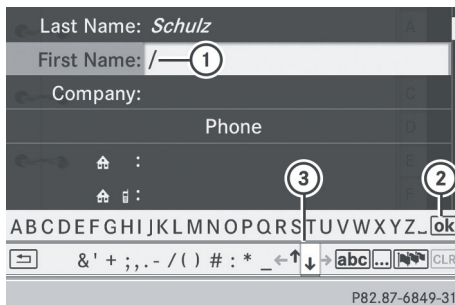 Last Name: Schulz
First Name: /
1
Company:
Phone
:
:
3
2
ABCDEFGHIJKLMNOPQRSTUVWXYZ_ ok
&' + ; , . - / ( ) # : * _ ← ↑ ↓ → abc ... CLR
P82.87-6849-31